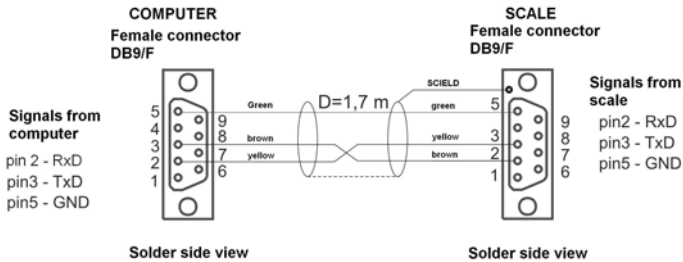 COMPUTER
Female connector
DB9/F
SCALE
Female connector
DB9/F
Signals from
computer
pin 2 - RxD
pin3 - TxD
pin5 - GND
5
4
3
2
1
9
8
7
6
Green
brown
yellow
D=1,7 m
SCIELD
green
yellow
brown
5
3
2
1
9
8
7
6
Signals from
scale
pin2 - RxD
pin3 - TxD
pin5 - GND
Solder side view
Solder side view